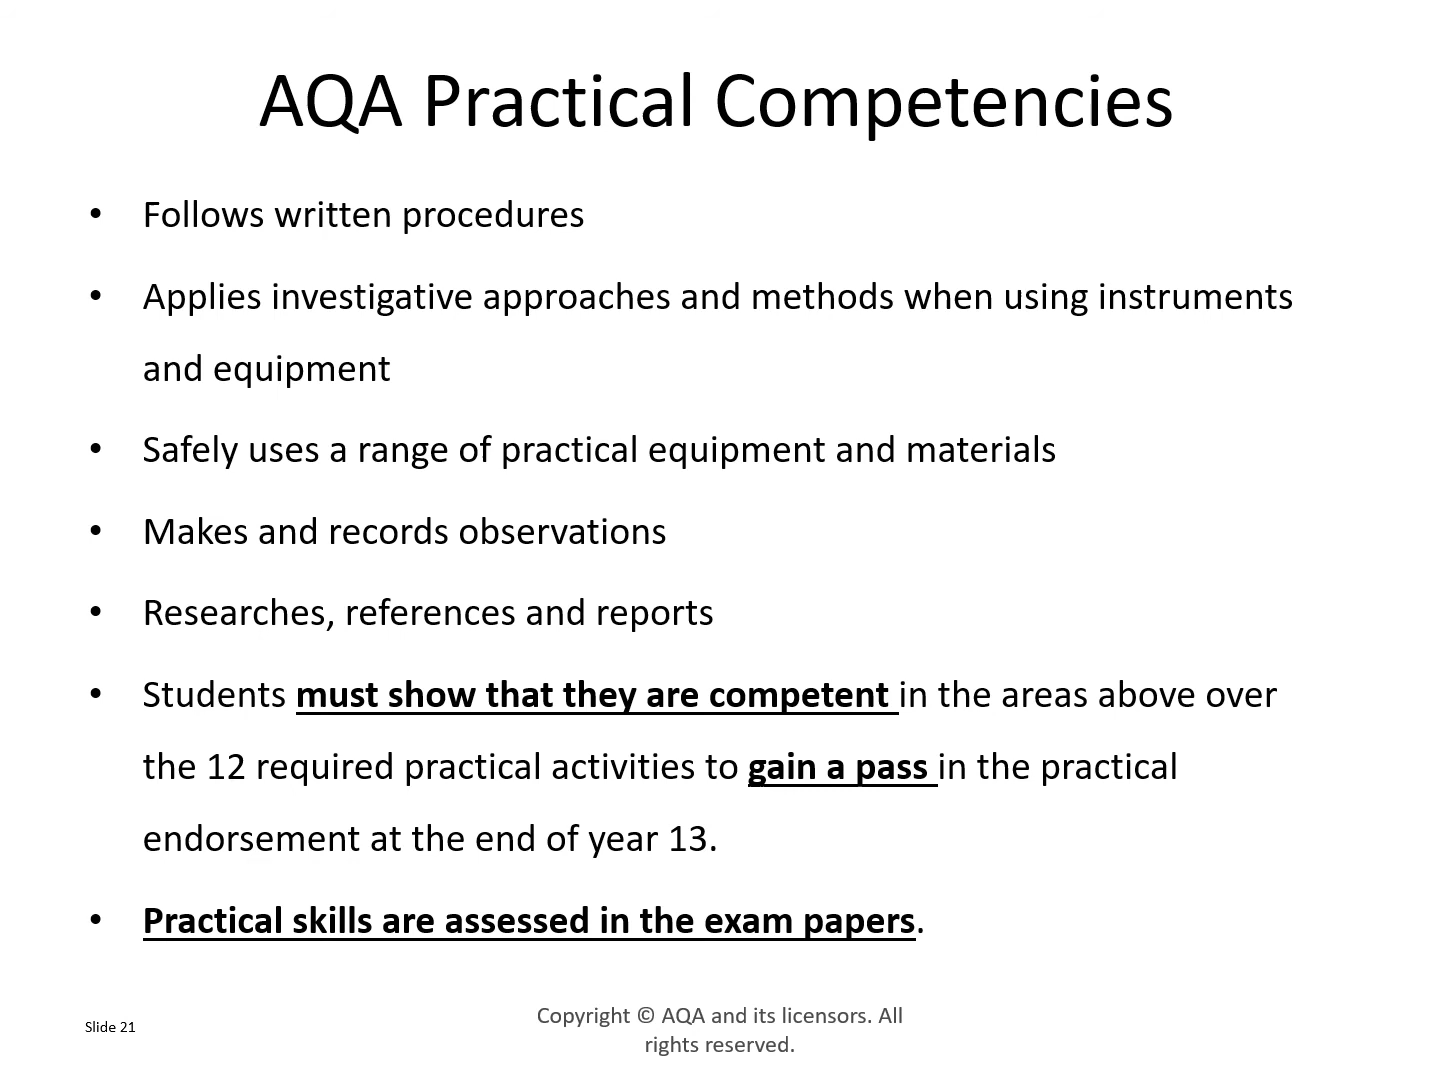 AQA Practical Competencies
• Follows written procedures
• Applies investigative approaches and methods when using instruments
and equipment
• Safely uses a range of practical equipment and materials
• Makes and records observations
• Researches, references and reports
• Students must show that they are competent in the areas above over
the 12 required practical activities to gain a pass in the practical
endorsement at the end of year 13.
• Practical skills are assessed in the exam papers.
Slide 21
Copyright © AQA and its licensors. All
rights reserved.